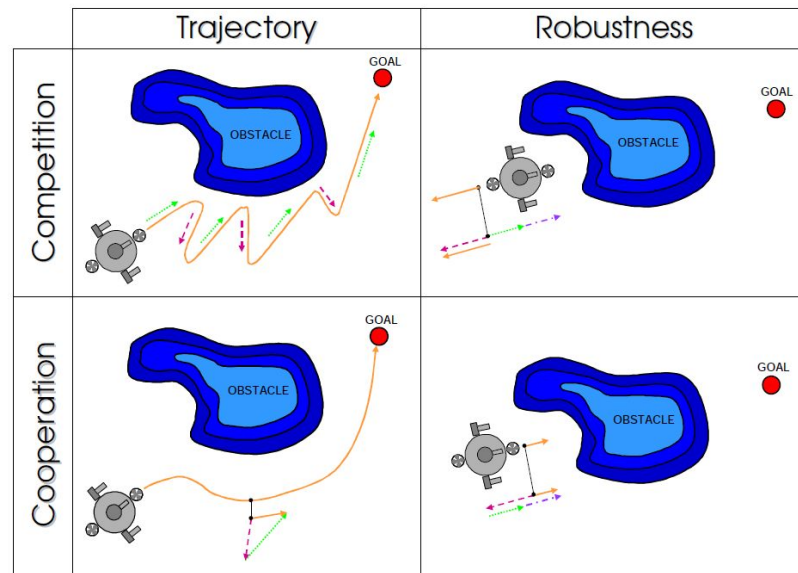 Trajectory
Robustness
Competition
GOAL
OBSTACLE
GOAL
OBSTACLE
Cooperation
GOAL
OBSTACLE
GOAL
OBSTACLE